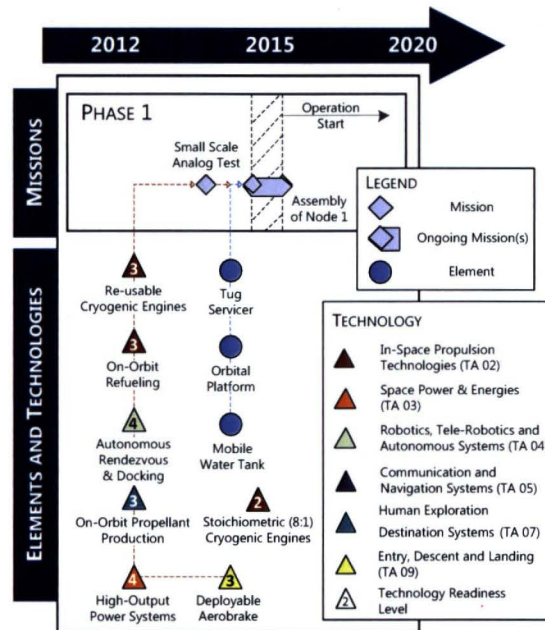 2012
2015
2020
MISSIONS
PHASE 1
Operation
Start
Small Scale
Analog Test
Assembly
of Node 1
LEGEND
Mission
Ongoing Mission(s)
Element
ELEMENTS AND TECHNOLOGIES
3
Re-usable
Cryogenic Engines
Tug
Servicer
3
On-Orbit
Refueling
Orbital
Platform
4
Autonomous
Rendezvous
& Docking
Mobile
Water Tank
3
On-Orbit Propellant
Production
2
Stoichiometric (8:1)
Cryogenic Engines
4
High-Output
Power Systems
3
Deployable
Aerobrake
TECHNOLOGY
In-Space Propulsion
Technologies (TA 02)
Space Power & Energies
(TA 03)
Robotics, Tele-Robotics and
Autonomous Systems (TA 04
Communication and
Navigation Systems (TA 05)
Human Exploration
Destination Systems (TA 07)
Entry, Descent and Landing
(TA 09)
2
Technology Readiness
Level